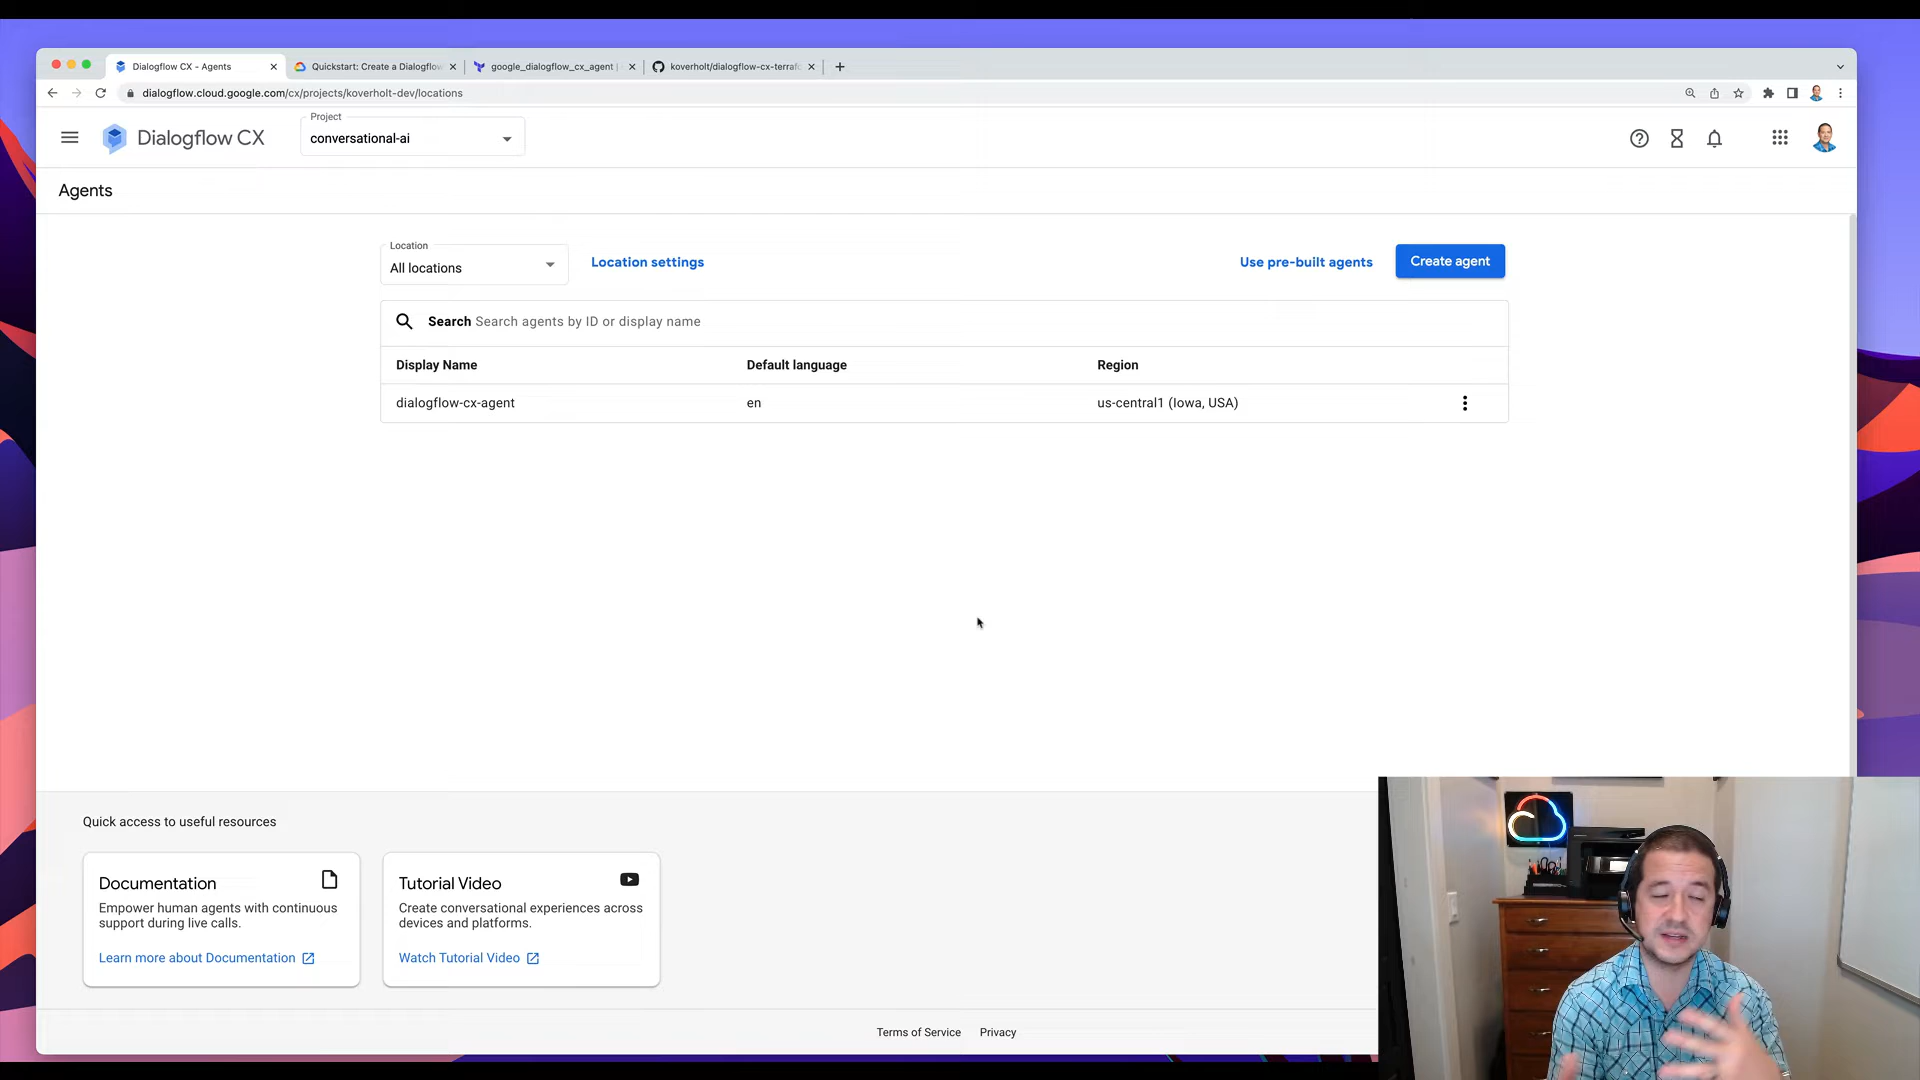 Dialogflow CX - Agents
Quickstart: Create a Dialogflow
google_dialogflow_cx_agent |
koverholt/dialogflow-cx-terrafo
dialogflow.cloud.google.com/cx/projects/koverholt-dev/locations
Dialogflow CX
Project
conversational-ai
Agents
Location
All locations
Location settings
Use pre-built agents
Create agent
Search Search agents by ID or display name
Display Name
Default language
Region
dialogflow-cx-agent
en
us-central1 (Iowa, USA)
Quick access to useful resources
Documentation
Empower human agents with continuous
support during live calls.
Learn more about Documentation
Tutorial Video
Create conversational experiences across
devices and platforms.
Watch Tutorial Video
Terms of Service
Privacy